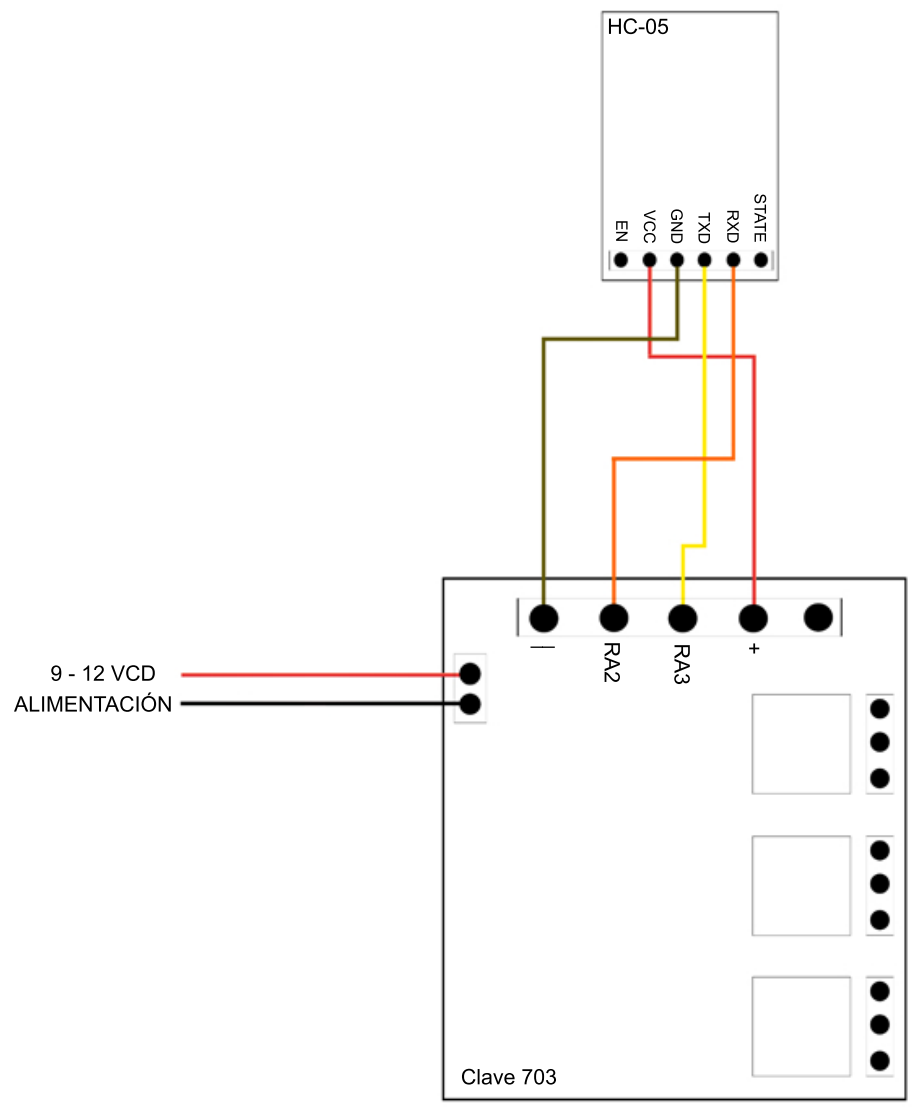 HC-05
EN
VCC
GND
TXD
RXD
STATE
RA2
RA3
+
9 - 12 VCD
ALIMENTACIÓN
Clave 703